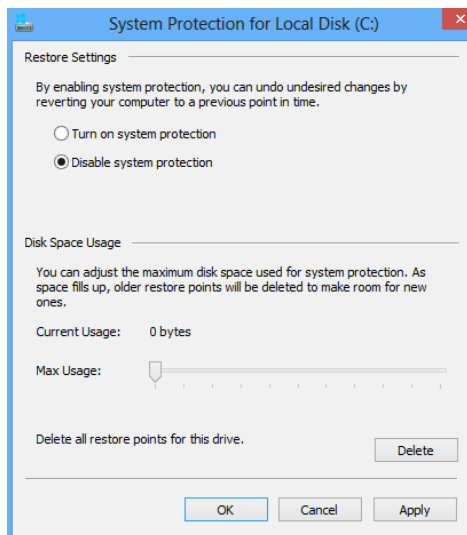 System Protection for Local Disk (C:)
Restore Settings
By enabling system protection, you can undo undesired changes by
reverting your computer to a previous point in time.
Turn on system protection
Disable system protection
Disk Space Usage
You can adjust the maximum disk space used for system protection. As
space fills up, older restore points will be deleted to make room for new
ones.
Current Usage: 0 bytes
Max Usage:
Delete all restore points for this drive.
Delete
OK Cancel Apply